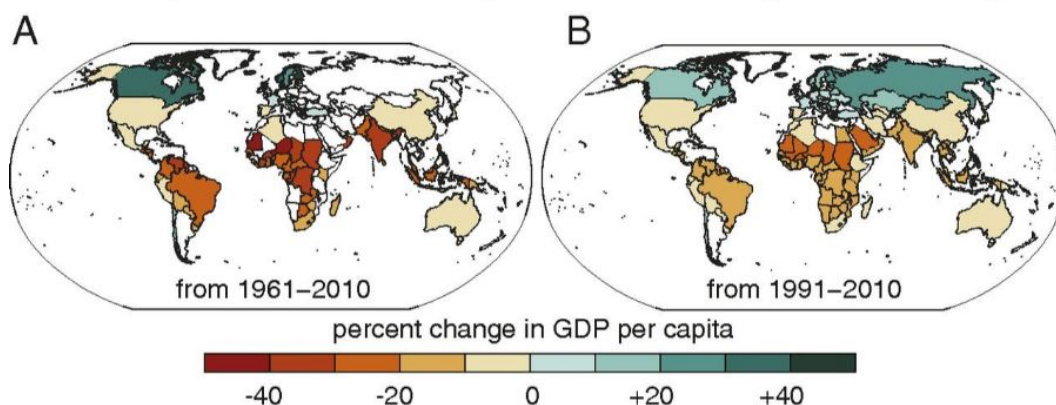 A
B
from 1961–2010
from 1991–2010
percent change in GDP per capita
-40 -20 0 +20 +40